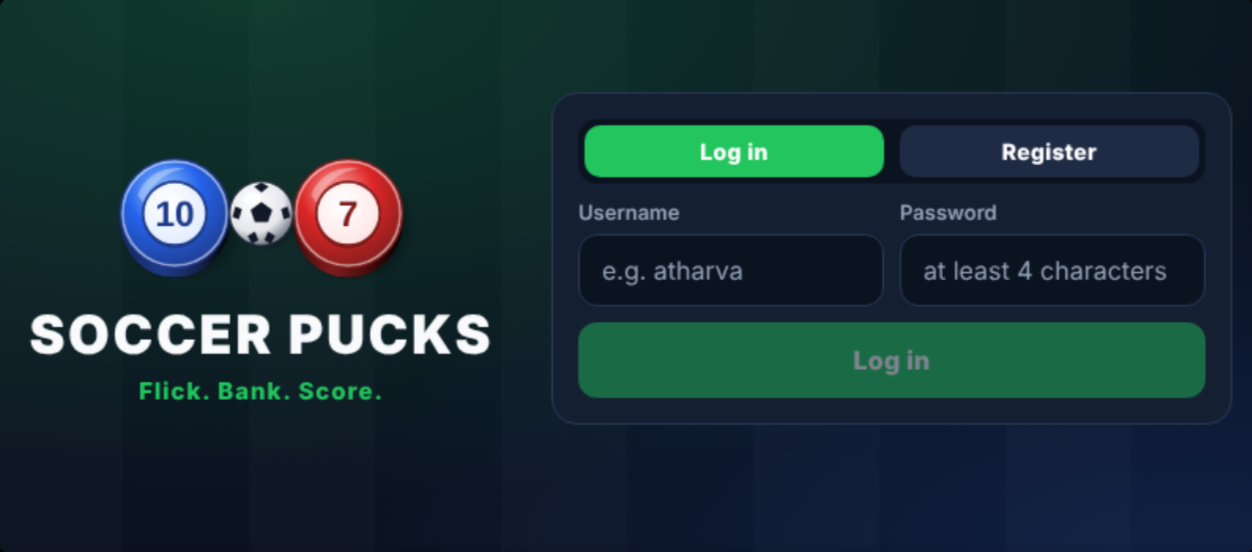 10 7
SOCCER PUCKS
Flick. Bank. Score.
Log in Register
Username Password
e.g. atharva at least 4 characters
Log in